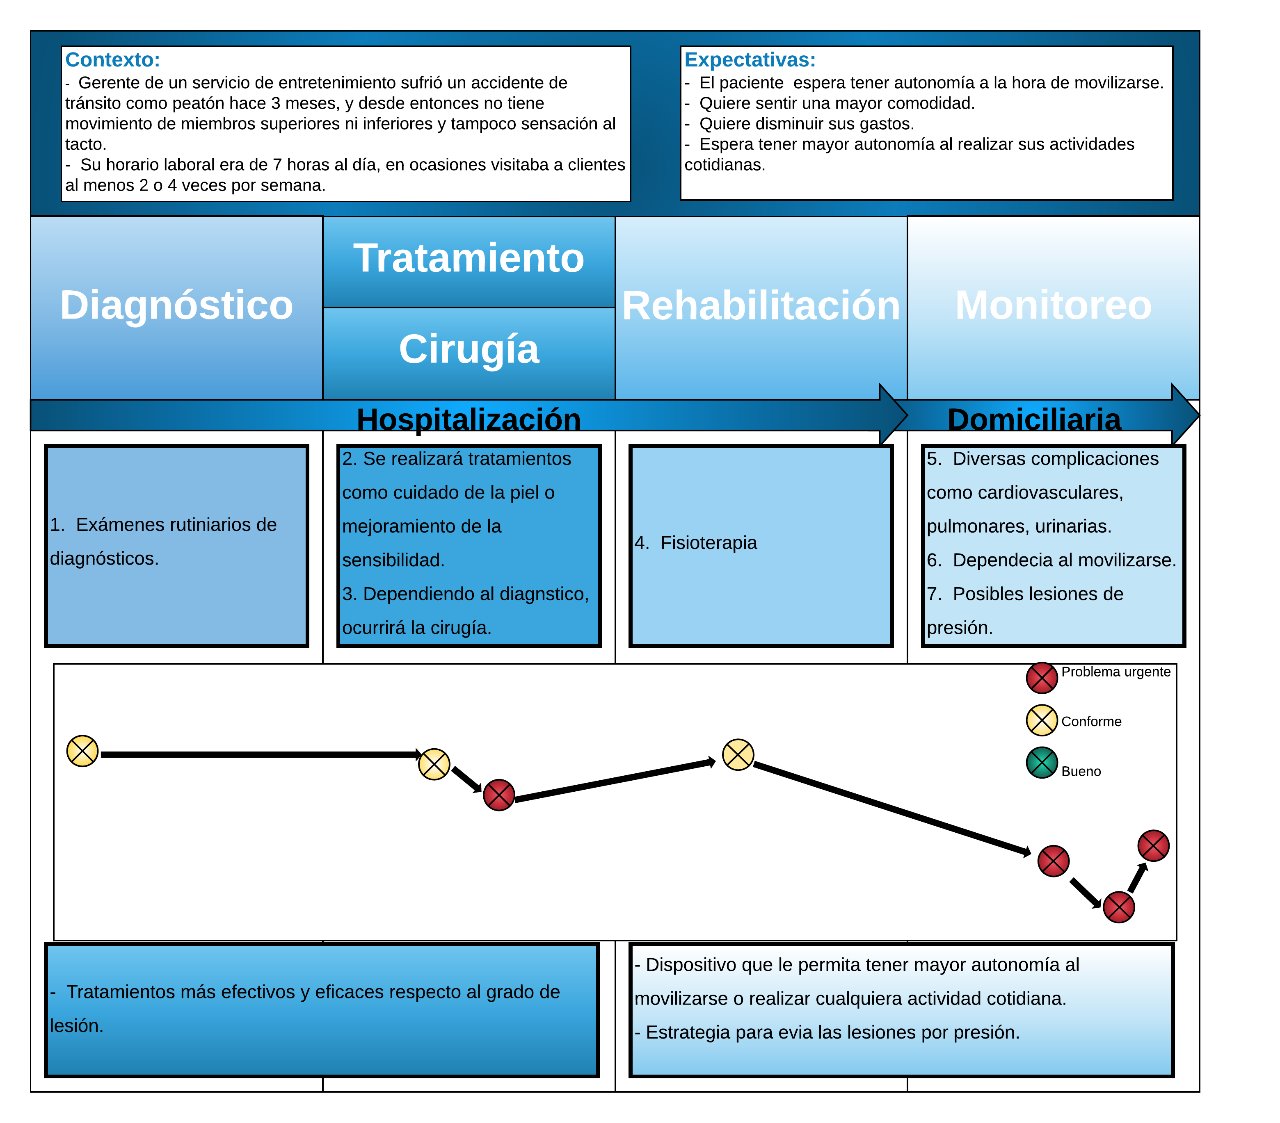 Contexto:
- Gerente de un servicio de entretenimiento sufrió un accidente de
tránsito como peatón hace 3 meses, y desde entonces no tiene
movimiento de miembros superiores ni inferiores y tampoco sensación al
tacto.
- Su horario laboral era de 7 horas al día, en ocasiones visitaba a clientes
al menos 2 o 4 veces por semana.
Expectativas:
- El paciente espera tener autonomía a la hora de movilizarse.
- Quiere sentir una mayor comodidad.
- Quiere disminuir sus gastos.
- Espera tener mayor autonomía al realizar sus actividades
cotidianas.
Diagnóstico
Tratamiento
Cirugía
Rehabilitación
Monitoreo
Hospitalización
Domiciliaria
1. Exámenes rutiniarios de
diagnósticos.
2. Se realizará tratamientos
como cuidado de la piel o
mejoramiento de la
sensibilidad.
3. Dependiendo al diagnstico,
ocurrirá la cirugía.
4. Fisioterapia
5. Diversas complicaciones
como cardiovasculares,
pulmonares, urinarias.
6. Dependecia al movilizarse.
7. Posibles lesiones de
presión.
Problema urgente
Conforme
Bueno
- Tratamientos más efectivos y eficaces respecto al grado de
lesión.
- Dispositivo que le permita tener mayor autonomía al
movilizarse o realizar cualquiera actividad cotidiana.
- Estrategia para evia las lesiones por presión.